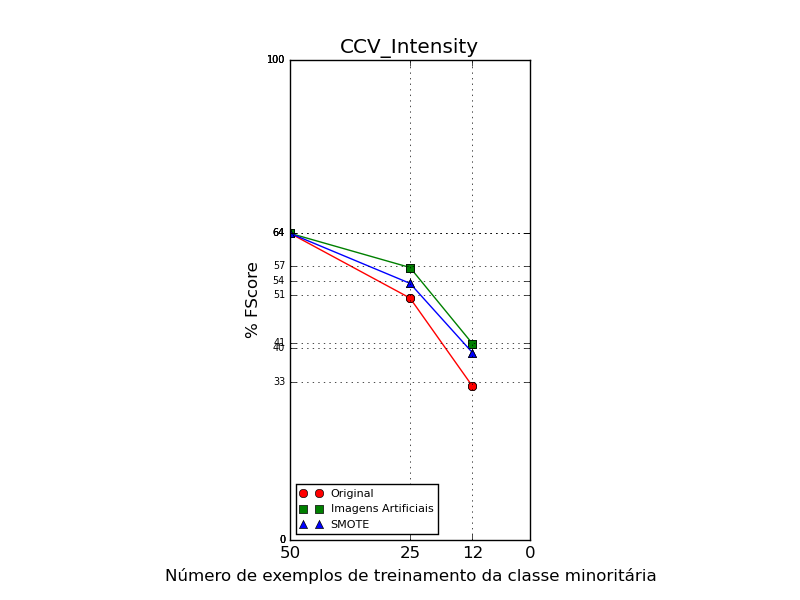 CCV_Intensity
100
64
57
54
51
41
40
33
0
% FScore
Original
Imagens Artificiais
SMOTE
50 25 12 0
Número de exemplos de treinamento da classe minoritária